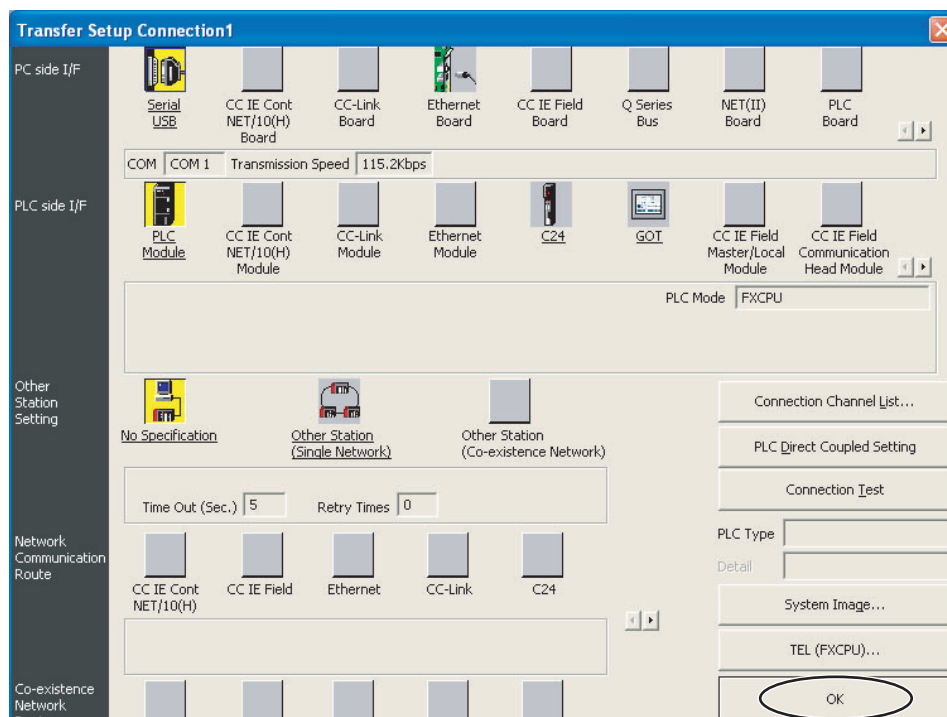 Transfer Setup Connection1
PC side I/F
Serial
USB
CC IE Cont
NET/10(H)
Board
CC-Link
Board
Ethernet
Board
CC IE Field
Board
Q Series
Bus
NET(II)
Board
PLC
Board
COM COM 1 Transmission Speed 115.2Kbps
PLC side I/F
PLC
Module
CC IE Cont
NET/10(H)
Module
CC-Link
Module
Ethernet
Module
C24
GOT
CC IE Field
Master/Local
Module
CC IE Field
Communication
Head Module
PLC Mode FXCPU
Other
Station
Setting
No Specification
Other Station
(Single Network)
Other Station
(Co-existence Network)
Time Out (Sec.) 5 Retry Times 0
Connection Channel List...
PLC Direct Coupled Setting
Connection Test
PLC Type
Detail
System Image...
TEL (FXCPU)...
OK
Network
Communication
Route
CC IE Cont
NET/10(H)
CC IE Field
Ethernet
CC-Link
C24
Co-existence
Network